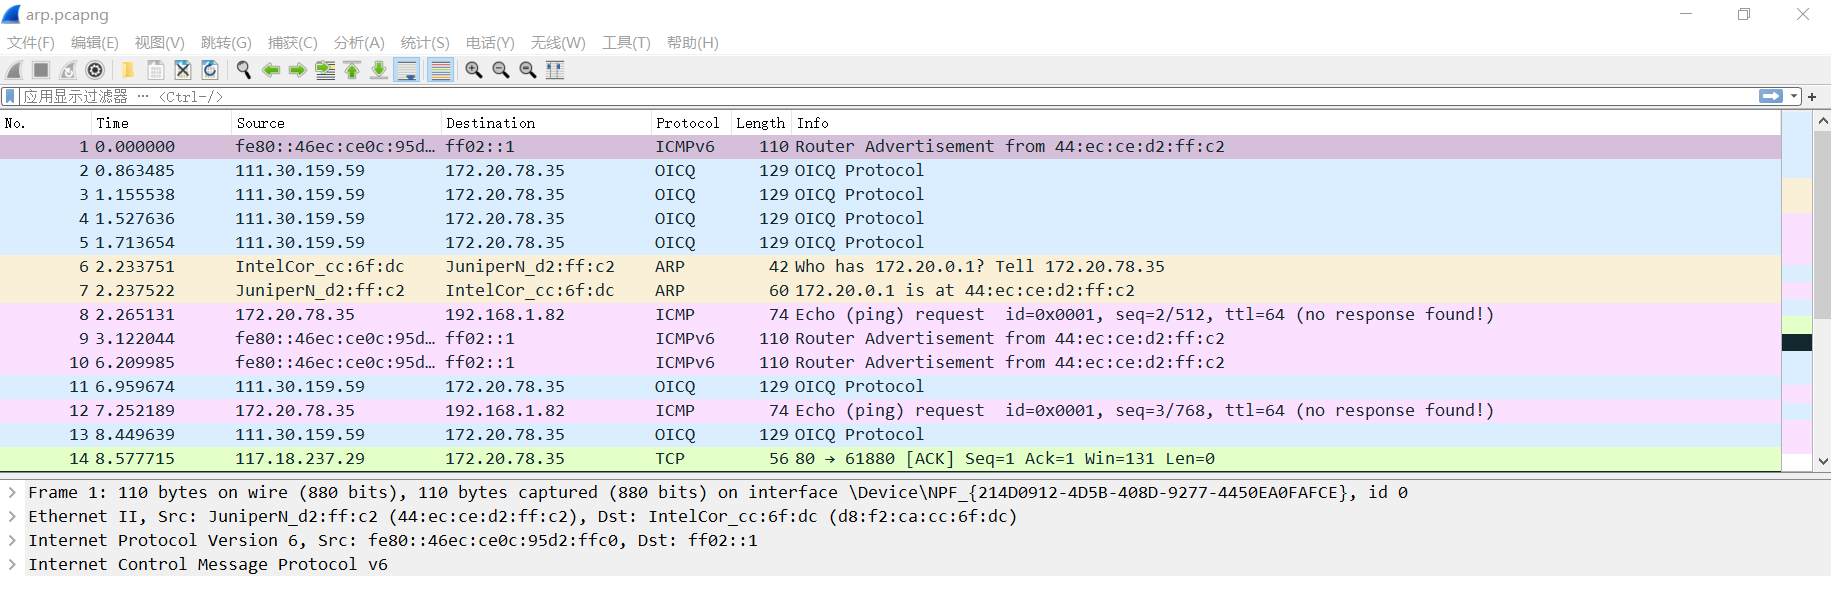 arp.pcapng
文件(F) 编辑(E) 视图(V) 跳转(G) 捕获(C) 分析(A) 统计(S) 电话(Y) 无线(W) 工具(T) 帮助(H)
应用显示过滤器 … <Ctrl-/>
No. Time Source Destination Protocol Length Info
1 0.000000 fe80::46ec:ce0c:95d… ff02::1 ICMPv6 110 Router Advertisement from 44:ec:ce:d2:ff:c2
2 0.863485 111.30.159.59 172.20.78.35 OICQ 129 OICQ Protocol
3 1.155538 111.30.159.59 172.20.78.35 OICQ 129 OICQ Protocol
4 1.527636 111.30.159.59 172.20.78.35 OICQ 129 OICQ Protocol
5 1.713654 111.30.159.59 172.20.78.35 OICQ 129 OICQ Protocol
6 2.233751 IntelCor_cc:6f:dc JuniperN_d2:ff:c2 ARP 42 Who has 172.20.0.1? Tell 172.20.78.35
7 2.237522 JuniperN_d2:ff:c2 IntelCor_cc:6f:dc ARP 60 172.20.0.1 is at 44:ec:ce:d2:ff:c2
8 2.265131 172.20.78.35 192.168.1.82 ICMP 74 Echo (ping) request id=0x0001, seq=2/512, ttl=64 (no response found!)
9 3.122044 fe80::46ec:ce0c:95d… ff02::1 ICMPv6 110 Router Advertisement from 44:ec:ce:d2:ff:c2
10 6.209985 fe80::46ec:ce0c:95d… ff02::1 ICMPv6 110 Router Advertisement from 44:ec:ce:d2:ff:c2
11 6.959674 111.30.159.59 172.20.78.35 OICQ 129 OICQ Protocol
12 7.252189 172.20.78.35 192.168.1.82 ICMP 74 Echo (ping) request id=0x0001, seq=3/768, ttl=64 (no response found!)
13 8.449639 111.30.159.59 172.20.78.35 OICQ 129 OICQ Protocol
14 8.577715 117.18.237.29 172.20.78.35 TCP 56 80 → 61880 [ACK] Seq=1 Ack=1 Win=131 Len=0
Frame 1: 110 bytes on wire (880 bits), 110 bytes captured (880 bits) on interface \Device\NPF_{214D0912-4D5B-408D-9277-4450EA0FAFCE}, id 0
Ethernet II, Src: JuniperN_d2:ff:c2 (44:ec:ce:d2:ff:c2), Dst: IntelCor_cc:6f:dc (d8:f2:ca:cc:6f:dc)
Internet Protocol Version 6, Src: fe80::46ec:ce0c:95d2:ffc0, Dst: ff02::1
Internet Control Message Protocol v6